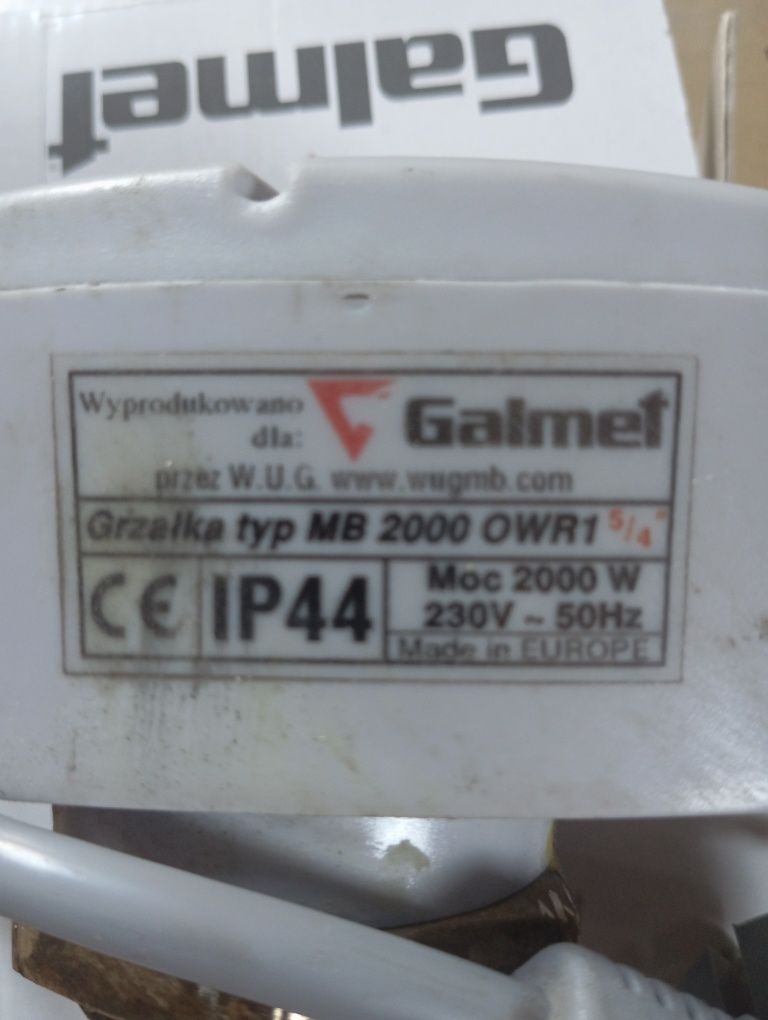 Galmet
Wyprodukowano
dla:
Galmet
przez W.U.G. www.wugmb.com
Grzałka typ MB 2000 OWR1 5/4"
CE IP44
Moc 2000 W
230V ~ 50Hz
Made in EUROPE